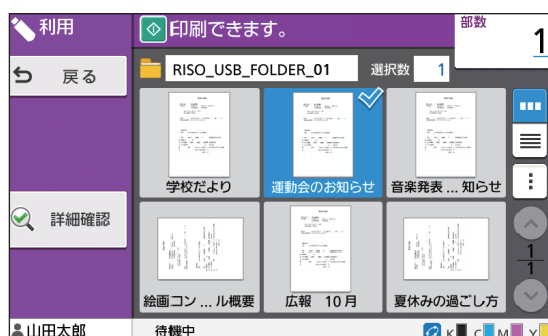 利用
印刷できます。
部数
1
戻る
RISO_USB_FOLDER_01
選択数 1
学校だより
運動会のお知らせ
音楽発表 ... 知らせ
詳細確認
絵画コン ... ル概要
広報 10月
夏休みの過ごし方
1
1
山田太郎
待機中
K C M Y